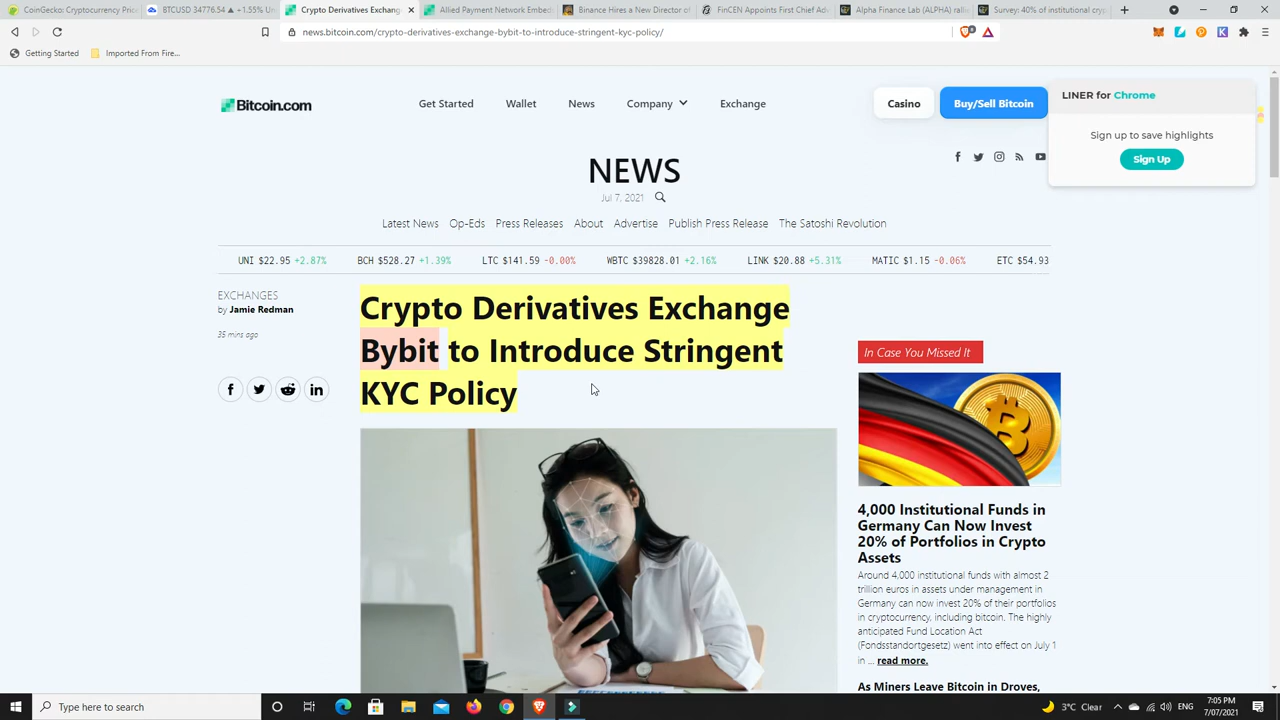 CoinGecko: Cryptocurrency Pric
BTCUSD 34776.54 ▲ +1.55% Un
Crypto Derivatives Exchang
Allied Payment Network Embed
Binance Hires a New Director of
FinCEN Appoints First Chief Adv
Alpha Finance Lab (ALPHA) rallie
Survey: 40% of institutional cryp
news.bitcoin.com/crypto-derivatives-exchange-bybit-to-introduce-stringent-kyc-policy/
Getting Started
Imported From Fire...
Bitcoin.com
Get Started
Wallet
News
Company
Exchange
Casino
Buy/Sell Bitcoin
LINER for Chrome
Sign up to save highlights
Sign Up
NEWS
Jul 7, 2021
Latest News
Op-Eds
Press Releases
About
Advertise
Publish Press Release
The Satoshi Revolution
UNI $22.95 +2.87%
BCH $528.27 +1.39%
LTC $141.59 -0.00%
WBTC $39828.01 +2.16%
LINK $20.88 +5.31%
MATIC $1.15 -0.06%
ETC $54.93
EXCHANGES
by Jamie Redman
35 mins ago
Crypto Derivatives Exchange
Bybit to Introduce Stringent
KYC Policy
In Case You Missed It
4,000 Institutional Funds in
Germany Can Now Invest
20% of Portfolios in Crypto
Assets
Around 4,000 institutional funds with almost 2
trillion euros in assets under management in
Germany can now invest 20% of their portfolios
in cryptocurrency, including bitcoin. The highly
anticipated Fund Location Act
(Fondsstandortgesetz) went into effect on July 1
in ... read more.
As Miners Leave Bitcoin in Droves,
Type here to search
3°C Clear
ENG
7:05 PM
7/07/2021